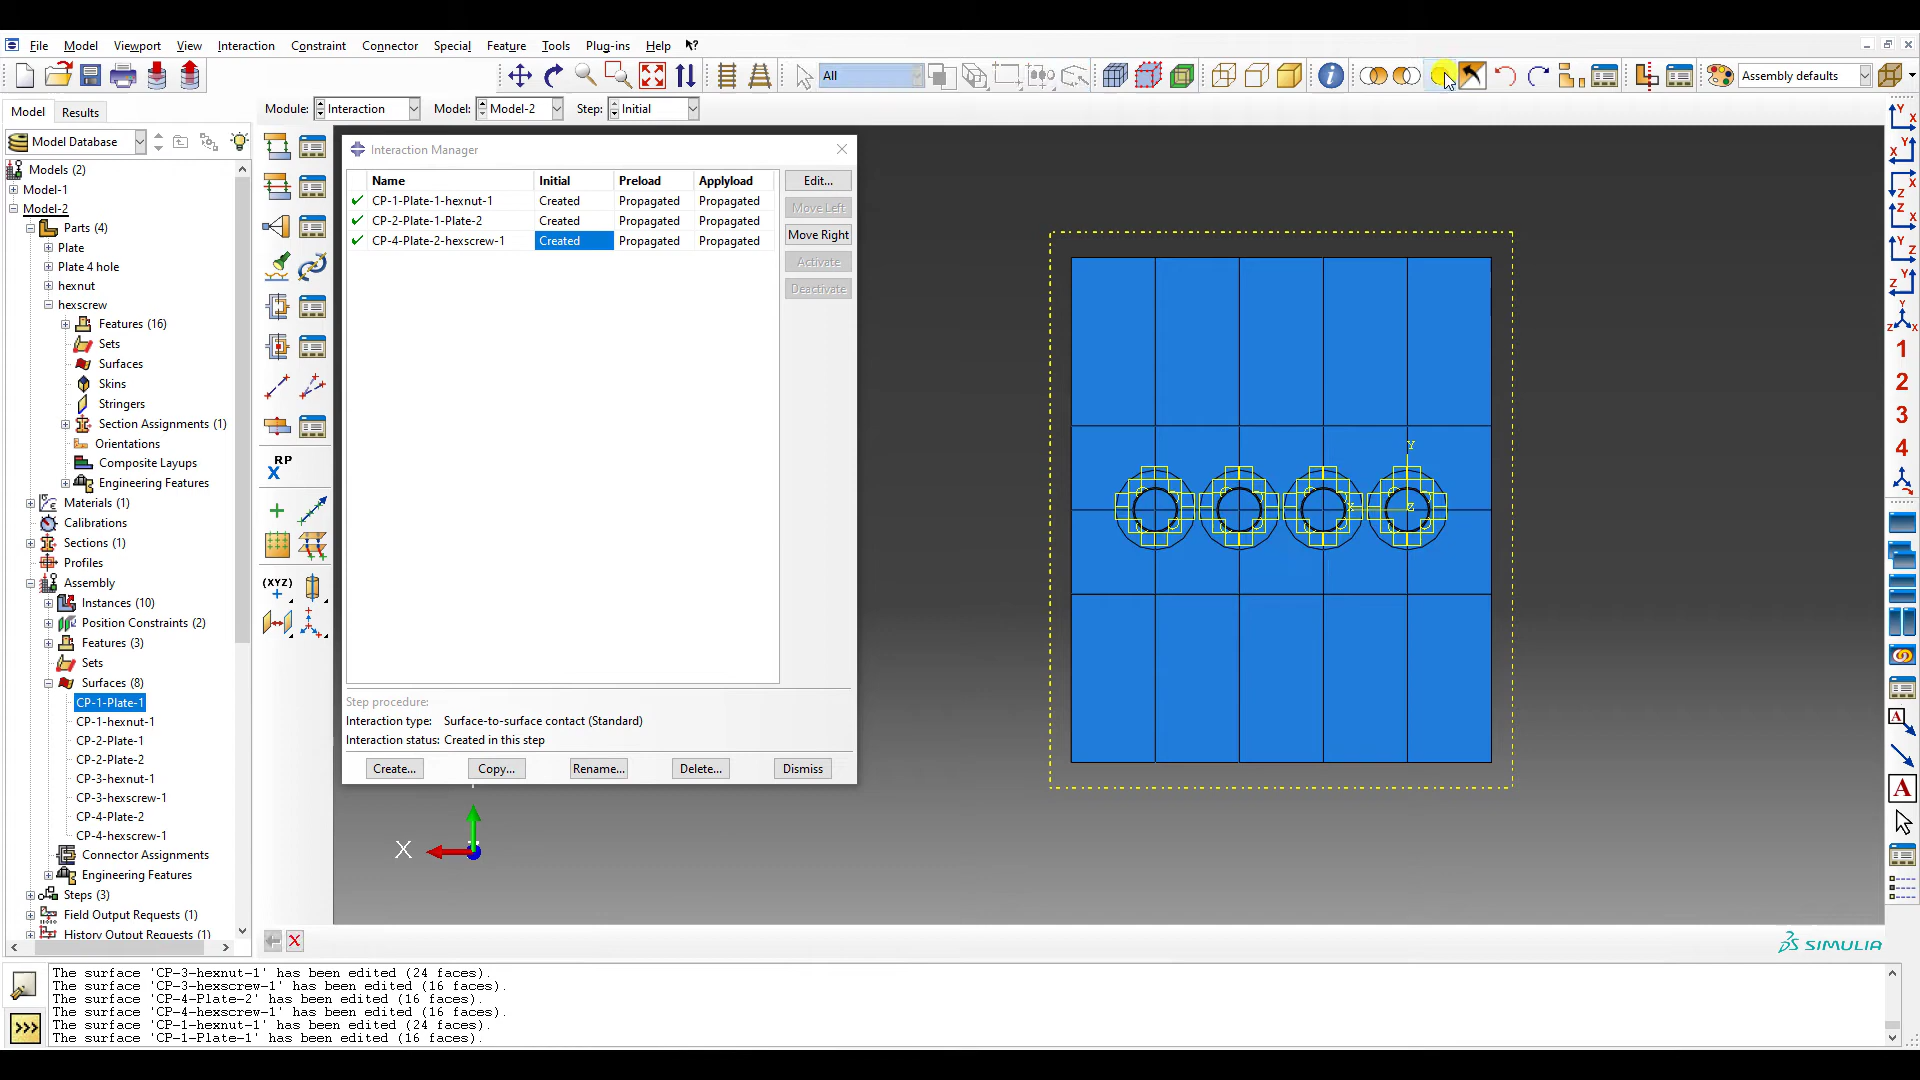 File Model Viewport View Interaction Constraint Connector Special Feature Tools Plug-ins Help
All
Assembly defaults
Model Results
Module: Interaction Model: Model-2 Step: Initial
Model Database
Models (2)
Model-1
Model-2
Parts (4)
Plate
Plate 4 hole
hexnut
hexscrew
Features (16)
Sets
Surfaces
Skins
Stringers
Section Assignments (1)
Orientations
Composite Layups
Engineering Features
Materials (1)
Calibrations
Sections (1)
Profiles
Assembly
Instances (10)
Position Constraints (2)
Features (3)
Sets
Surfaces (8)
CP-1-Plate-1
CP-1-hexnut-1
CP-2-Plate-1
CP-2-Plate-2
CP-3-hexnut-1
CP-3-hexscrew-1
CP-4-Plate-2
CP-4-hexscrew-1
Connector Assignments
Engineering Features
Steps (3)
Field Output Requests (1)
History Output Requests (1)
RP
X
(XYZ)
Interaction Manager
Name Initial Preload Applyload
CP-1-Plate-1-hexnut-1 Created Propagated Propagated
CP-2-Plate-1-Plate-2 Created Propagated Propagated
CP-4-Plate-2-hexscrew-1 Created Propagated Propagated
Edit...
Move Left
Move Right
Activate
Deactivate
Step procedure:
Interaction type: Surface-to-surface contact (Standard)
Interaction status: Created in this step
Create... Copy... Rename... Delete... Dismiss
Y
X
Z
X
1
2
3
4
A
A
SIMULIA
The surface 'CP-3-hexnut-1' has been edited (24 faces).
The surface 'CP-3-hexscrew-1' has been edited (16 faces).
The surface 'CP-4-Plate-2' has been edited (16 faces).
The surface 'CP-4-hexscrew-1' has been edited (16 faces).
The surface 'CP-1-hexnut-1' has been edited (24 faces).
The surface 'CP-1-Plate-1' has been edited (16 faces).
>>>